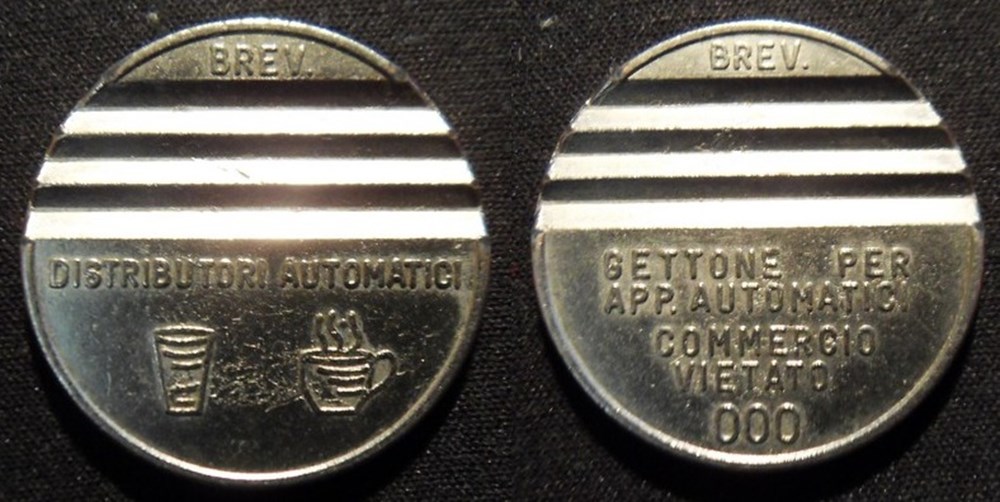 BREV.
DISTRIBUTORI AUTOMATICI
BREV.
GETTONE PER
APP. AUTOMATICI
COMMERCIO
VIETATO
000